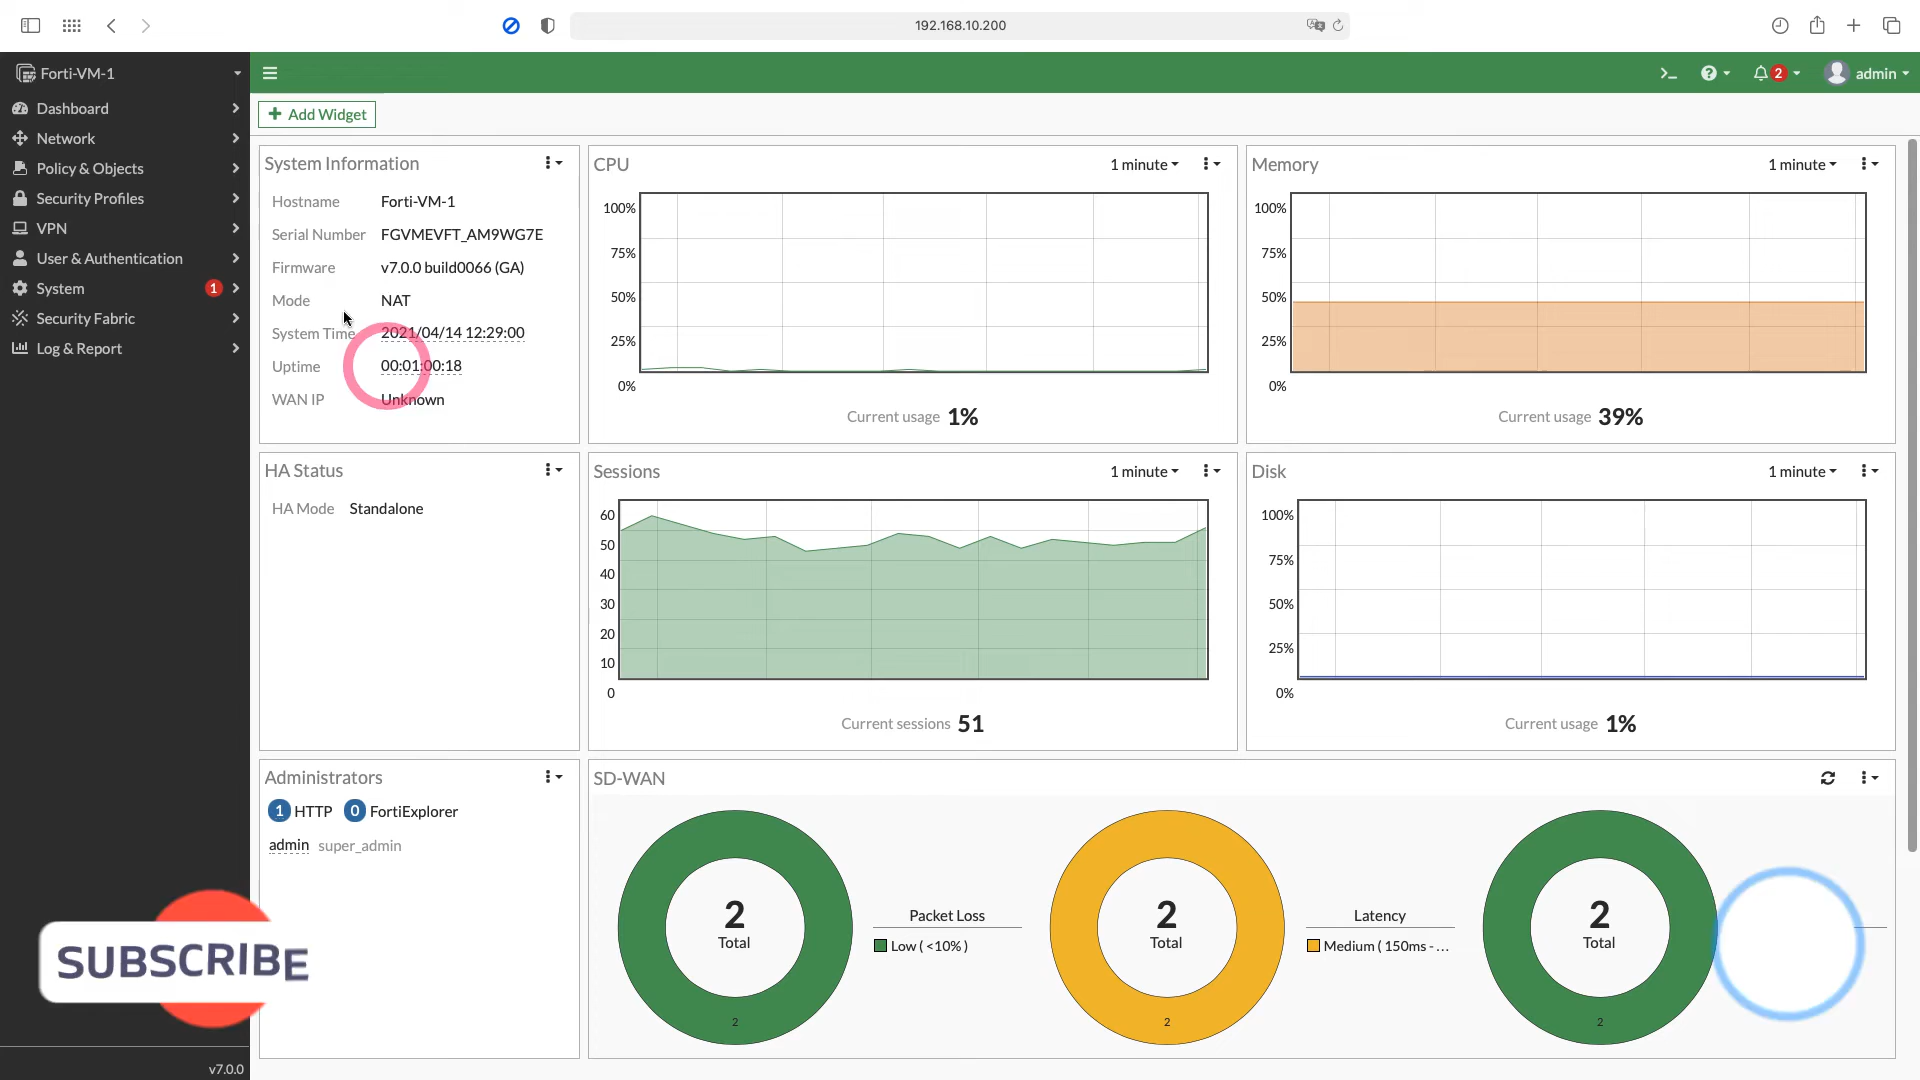 192.168.10.200
Forti-VM-1
2
admin
Dashboard
Network
Policy & Objects
Security Profiles
VPN
User & Authentication
System 1
Security Fabric
Log & Report
v7.0.0
Add Widget
System Information
Hostname Forti-VM-1
Serial Number FGVMEVFT_AM9WG7E
Firmware v7.0.0 build0066 (GA)
Mode NAT
System Time 2021/04/14 12:29:00
Uptime 00:01:00:18
WAN IP Unknown
CPU 1 minute
100%
75%
50%
25%
0%
Current usage 1%
Memory 1 minute
100%
75%
50%
25%
0%
Current usage 39%
HA Status
HA Mode Standalone
Sessions 1 minute
60
50
40
30
20
10
0
Current sessions 51
Disk 1 minute
100%
75%
50%
25%
0%
Current usage 1%
Administrators
1 HTTP 0 FortiExplorer
admin super_admin
SUBSCRIBE
SD-WAN
2
Total
2
Packet Loss
Low ( <10% )
2
Total
2
Latency
Medium ( 150ms - ...
2
Total
2